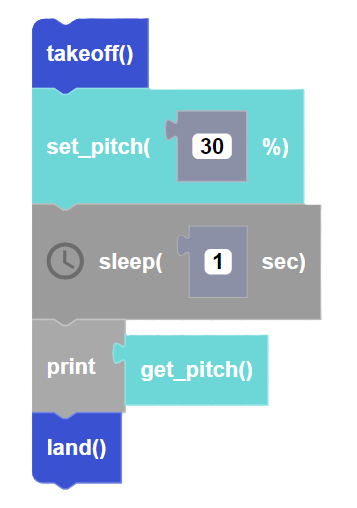 takeoff()
set_pitch( 30 %)
sleep( 1 sec)
print get_pitch()
land()